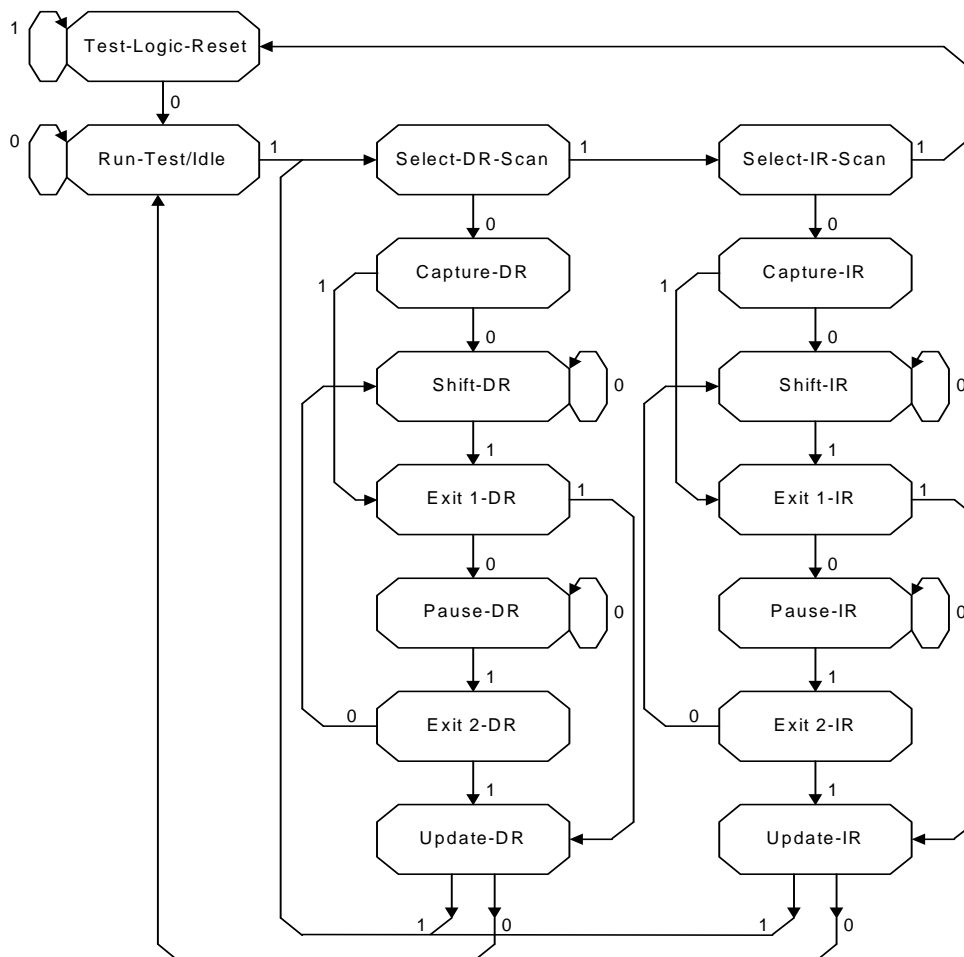 1
Test-Logic-Reset
0
0
Run-Test/Idle
1
Select-DR-Scan
1
Select-IR-Scan
1
0
0
Capture-DR
Capture-IR
1
1
0
0
Shift-DR
0
Shift-IR
0
1
1
Exit 1-DR
1
Exit 1-IR
1
0
0
Pause-DR
0
Pause-IR
0
1
1
0
Exit 2-DR
0
Exit 2-IR
1
1
Update-DR
Update-IR
1
0
1
0